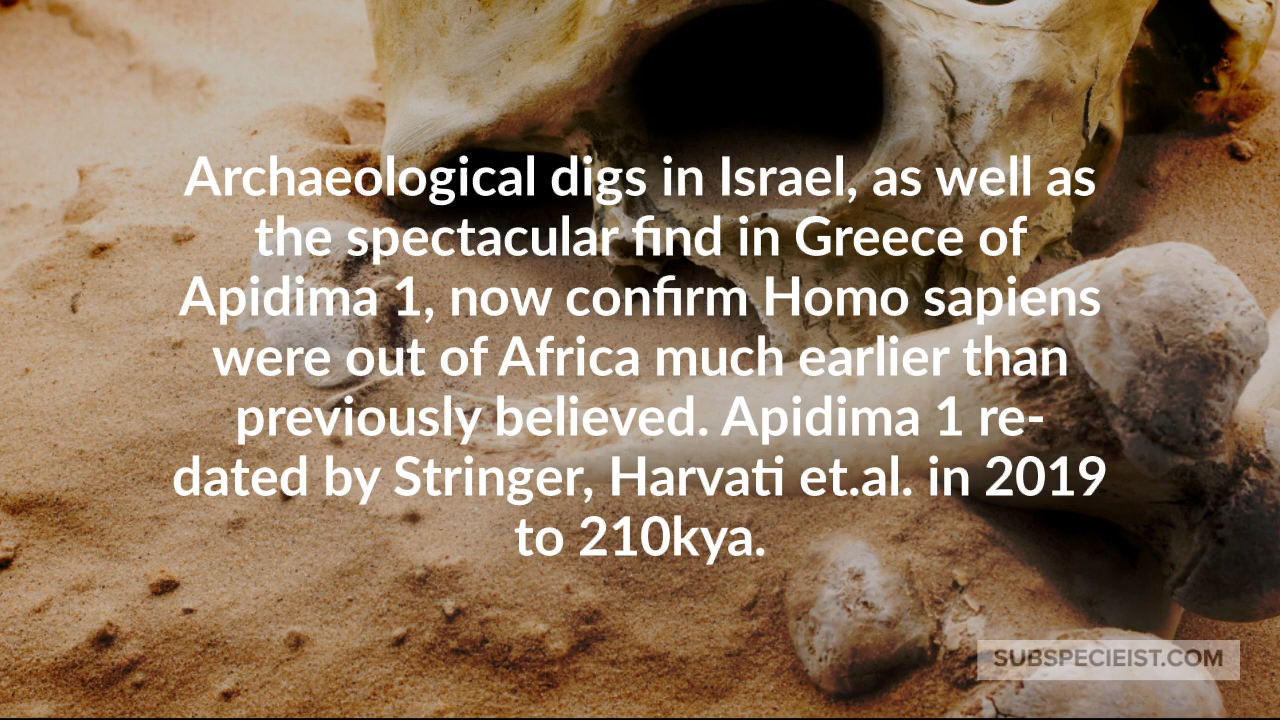 Archaeological digs in Israel, as well as
the spectacular find in Greece of
Apidima 1, now confirm Homo sapiens
were out of Africa much earlier than
previously believed. Apidima 1 re-
dated by Stringer, Harvati et.al. in 2019
to 210kya.
SUBSPECIEIST.COM